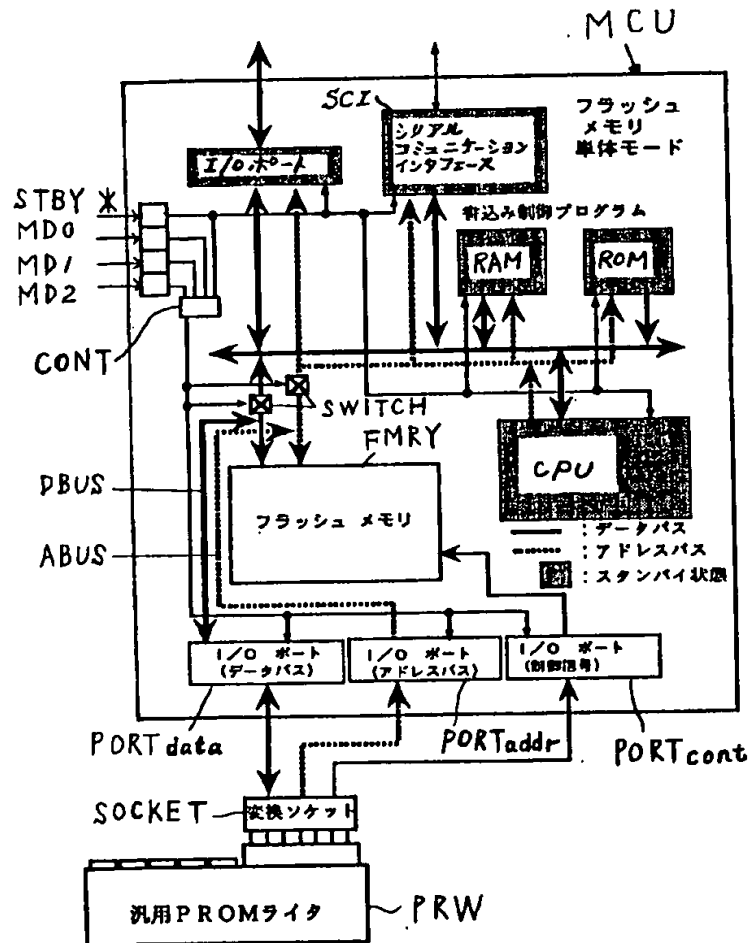 MCU
SCI
フラッシュ
メモリ
単体モード
シリアル
コミュニケーション
インタフェース
I/Oポート
STBY *
MD0
MD1
MD2
書込み制御プログラム
RAM
ROM
CONT
SWITCH
FMRY
CPU
DBUS
フラッシュ メモリ
ABUS
:データバス
:アドレスバス
:スタンバイ状態
I/O ポート
(データバス)
I/O ポート
(アドレスバス)
I/O ポート
(制御信号)
PORTdata
PORTaddr
PORTcont
SOCKET
変換ソケット
汎用PROMライタ
PRW